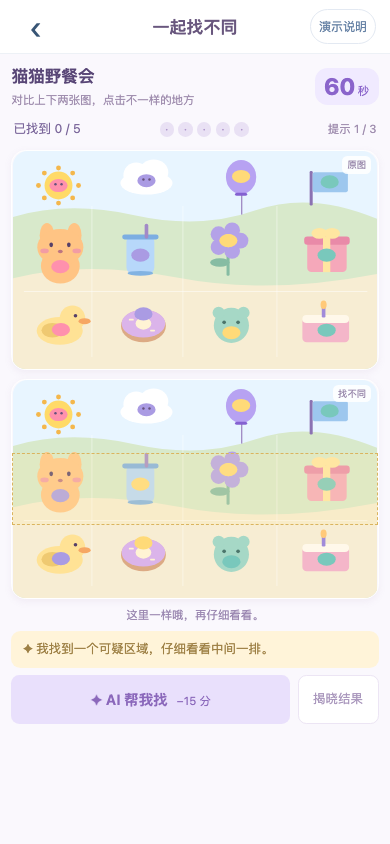 一起找不同
演示说明
猫猫野餐会
对比上下两张图，点击不一样的地方
60 秒
已找到 0 / 5
提示 1 / 3
原图
找不同
这里一样哦，再仔细看看。
✦ 我找到一个可疑区域，仔细看看中间一排。
✦ AI 帮我找 −15 分
揭晓结果